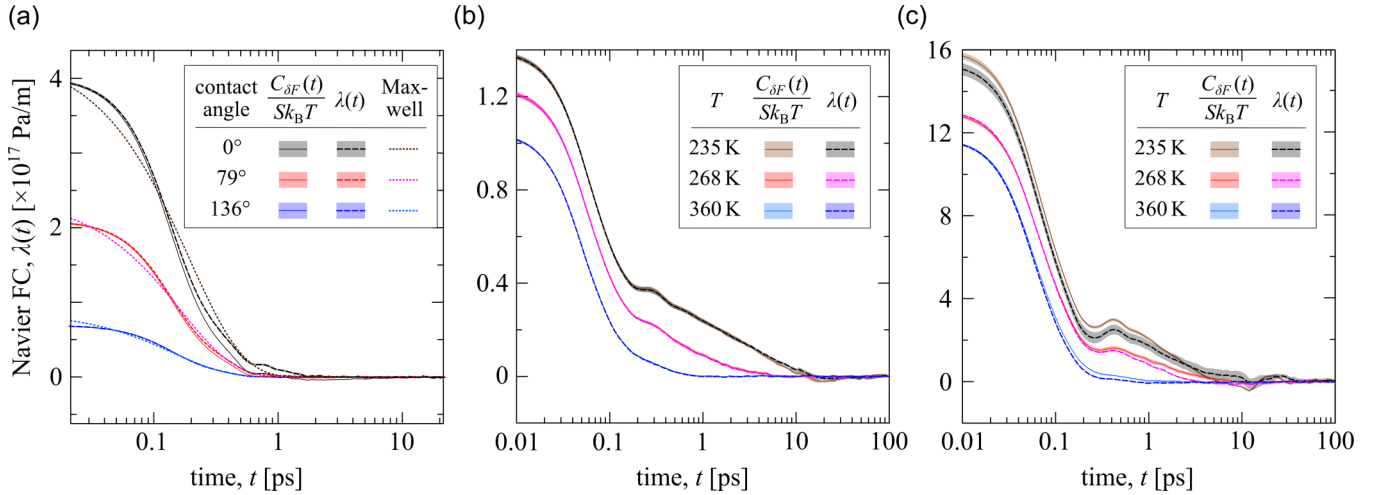 (a)
Navier FC, λ(t) [×10¹⁷ Pa/m]
4
2
0
0.1
1
10
time, t [ps]
contact angle
C_δF(t)
Sk_BT
λ(t)
Max-
well
0°
79°
136°
(b)
1.2
0.8
0.4
0
0.01
0.1
1
10
100
time, t [ps]
T
C_δF(t)
Sk_BT
λ(t)
235 K
268 K
360 K
(c)
16
12
8
4
0
0.01
0.1
1
10
100
time, t [ps]
T
C_δF(t)
Sk_BT
λ(t)
235 K
268 K
360 K